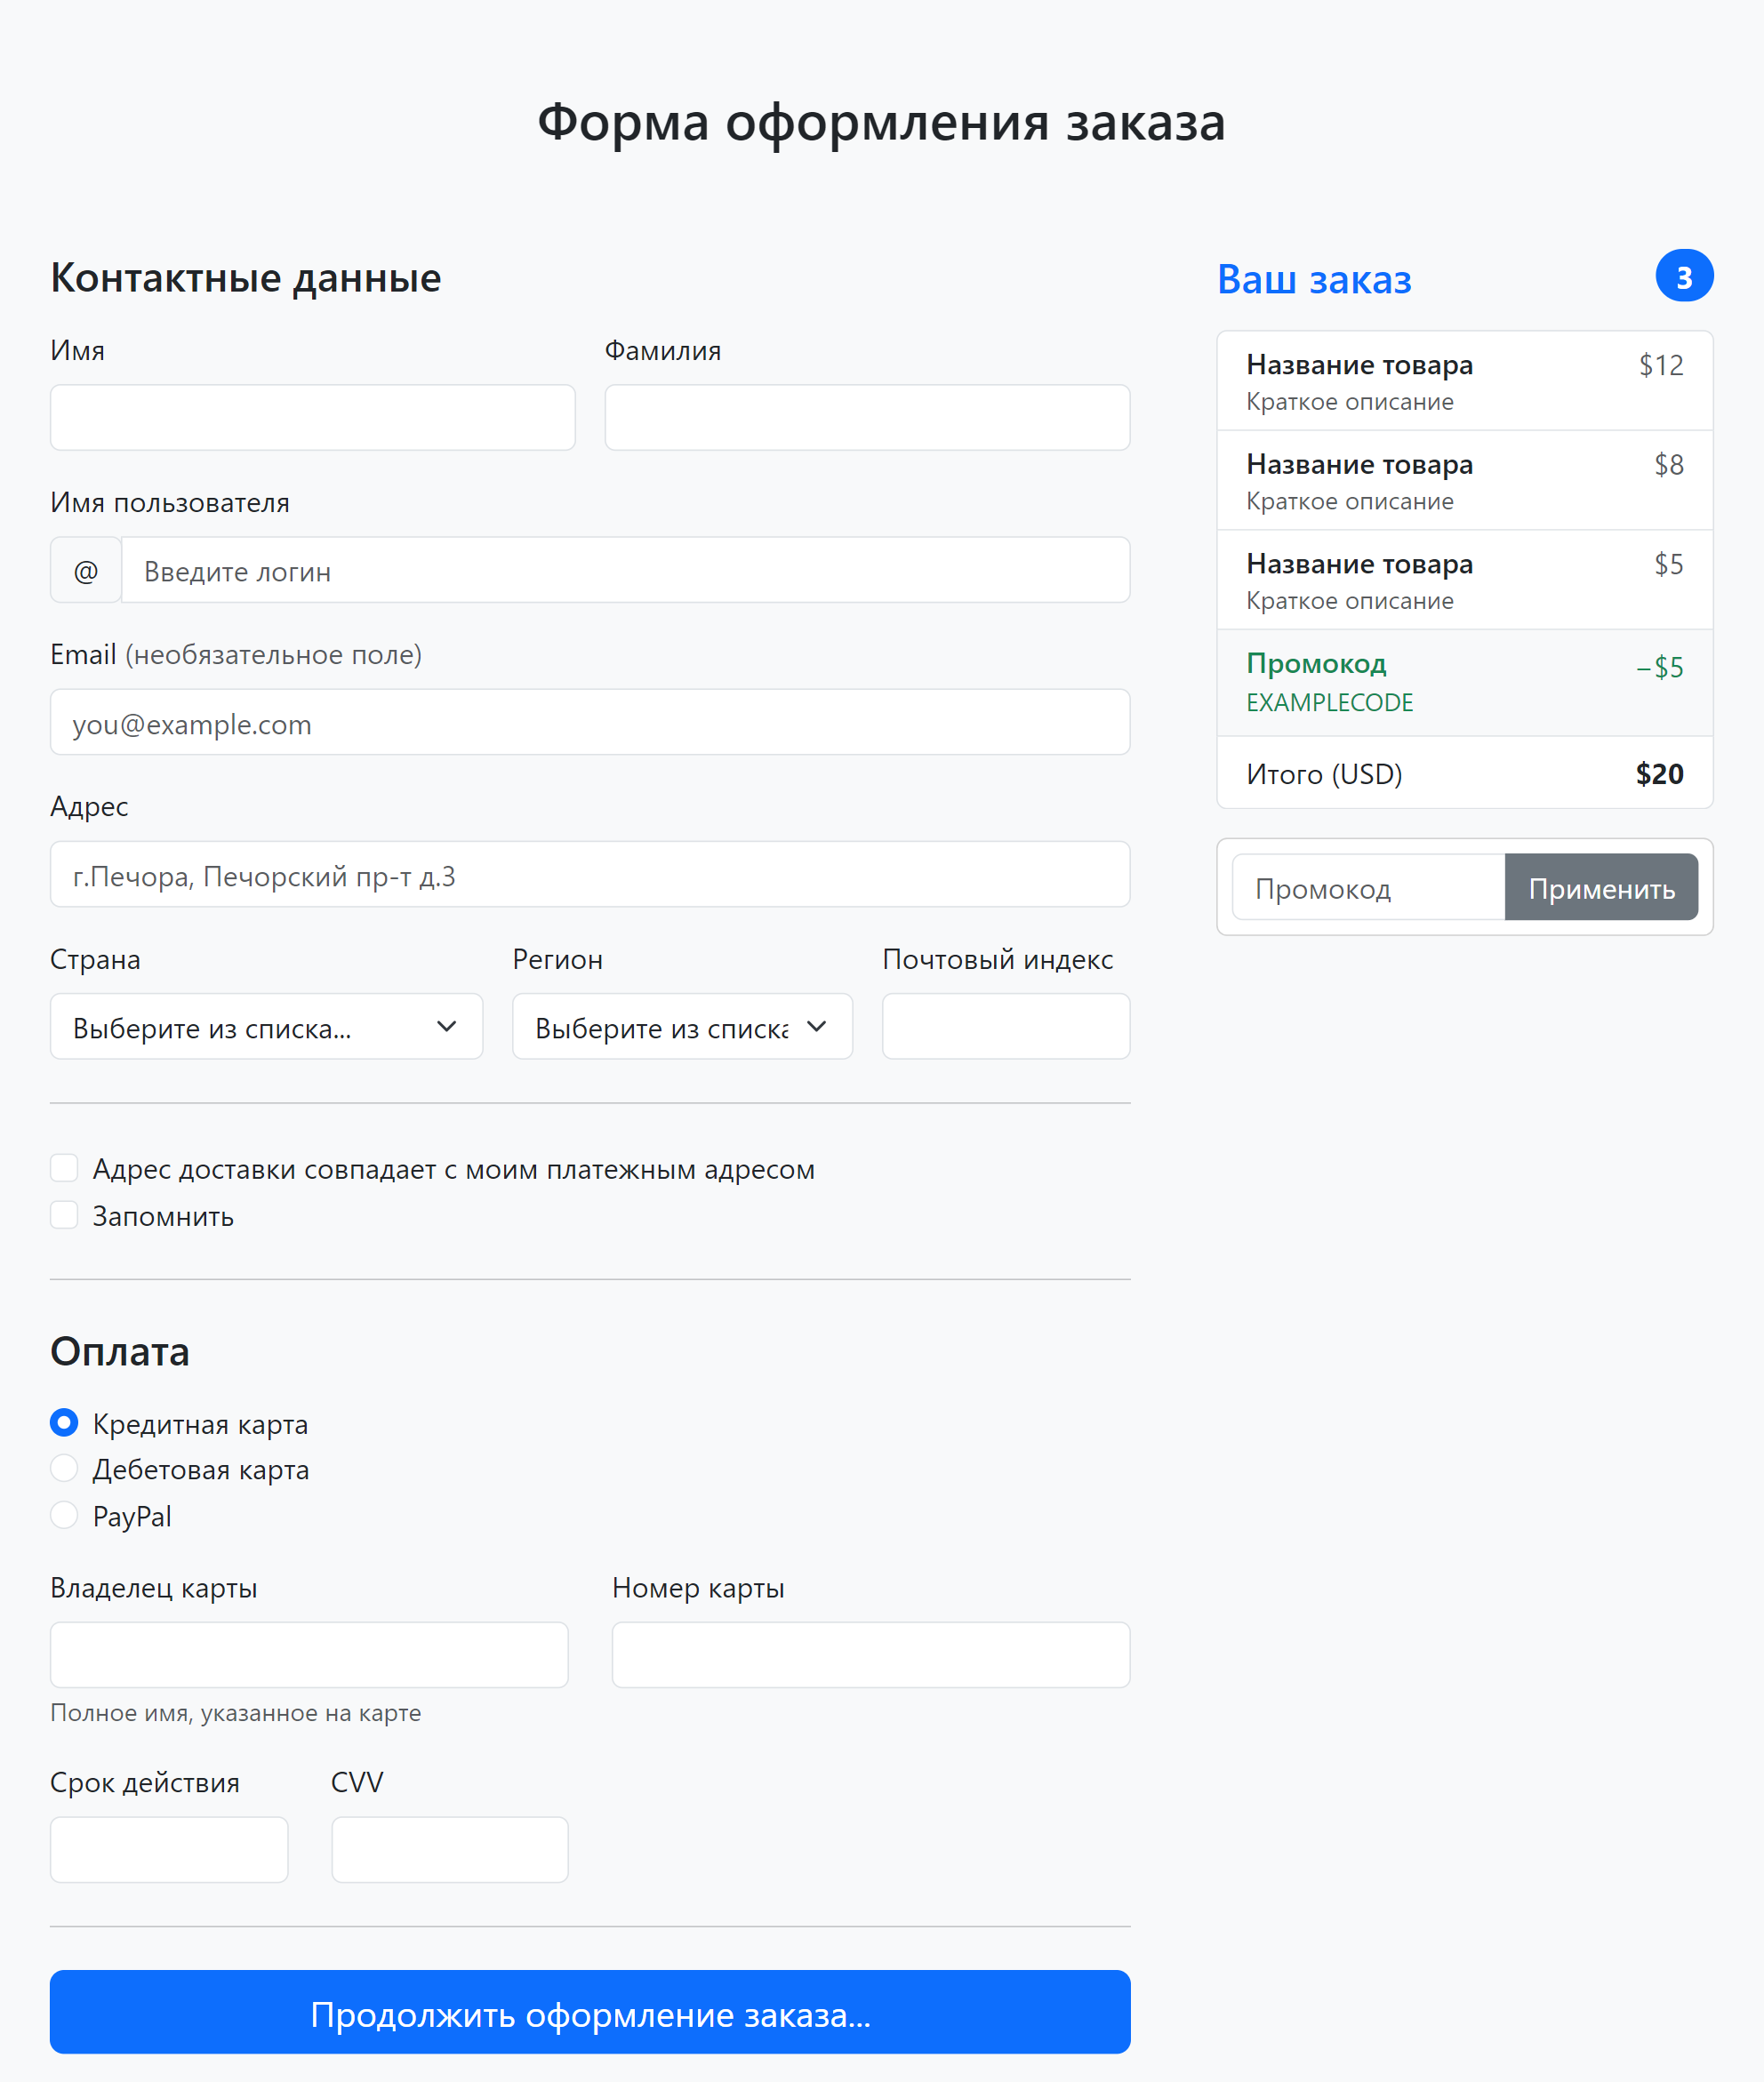 Форма оформления заказа
Контактные данные
Имя
Фамилия
Имя пользователя
@
Введите логин
Email (необязательное поле)
you@example.com
Адрес
г.Печора, Печорский пр-т д.3
Страна
Регион
Почтовый индекс
Выберите из списка...
Выберите из списка
Адрес доставки совпадает с моим платежным адресом
Запомнить
Оплата
Кредитная карта
Дебетовая карта
PayPal
Владелец карты
Номер карты
Полное имя, указанное на карте
Срок действия
CVV
Продолжить оформление заказа...
Ваш заказ
3
Название товара
$12
Краткое описание
Название товара
$8
Краткое описание
Название товара
$5
Краткое описание
Промокод
−$5
EXAMPLECODE
Итого (USD)
$20
Промокод
Применить